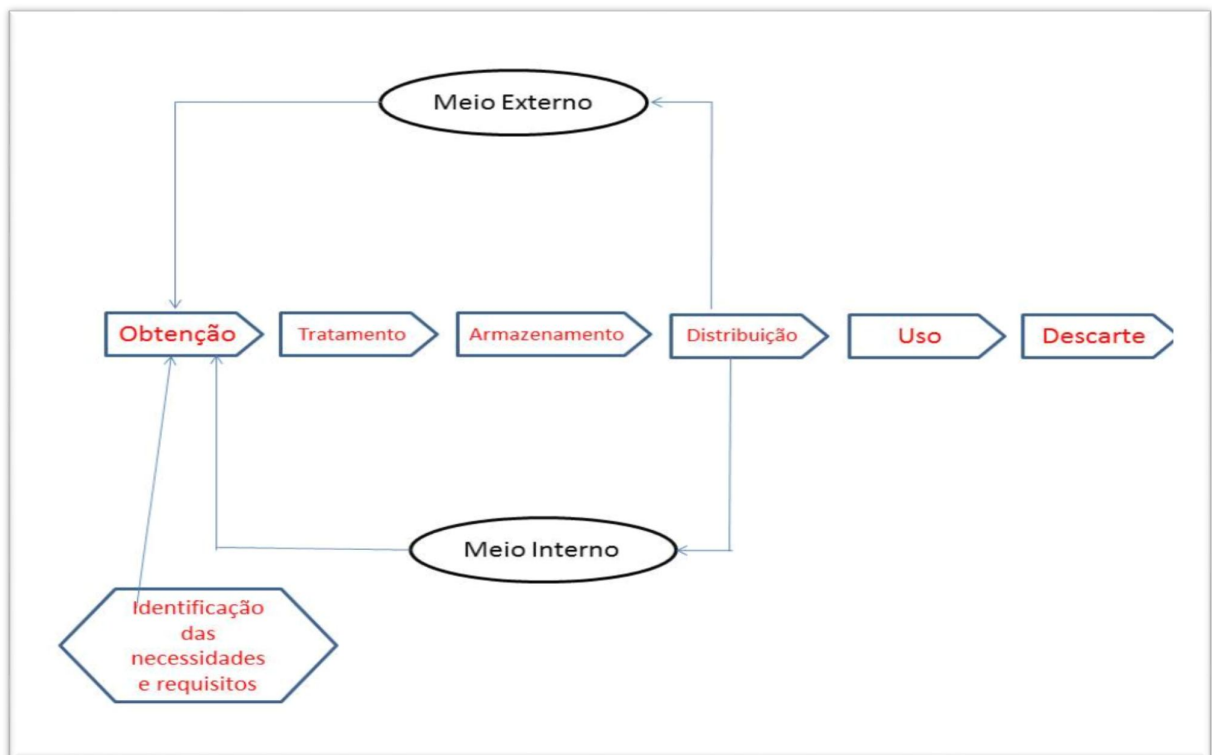 Meio Externo
Obtenção
Tratamento
Armazenamento
Distribuição
Uso
Descarte
Meio Interno
Identificação
das
necessidades
e requisitos